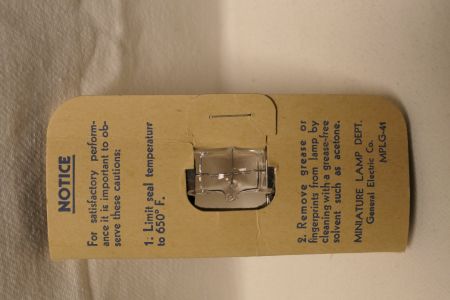 NOTICE
For satisfactory perform-
ance it is important to ob-
serve these cautions:
1. Limit seal temperature
to 650° F.
2. Remove grease or
fingerprints from lamp by
cleaning with a grease-free
solvent such as acetone.
MINIATURE LAMP DEPT.
General Electric Co.
MPLG-41